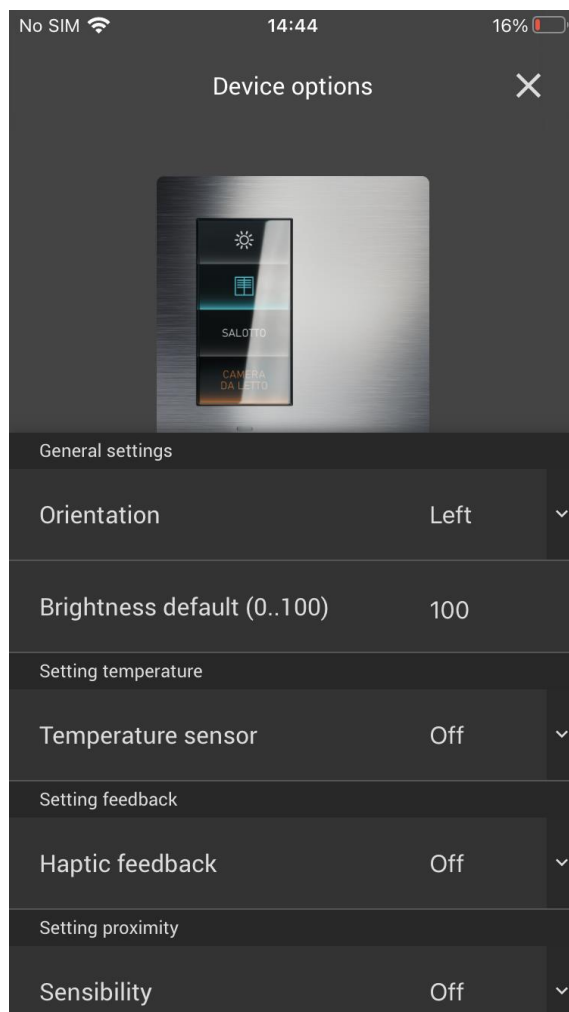 No SIM
14:44
16%
Device options
SALOTTO
CAMERA
DA LETTO
General settings
Orientation Left
Brightness default (0..100) 100
Setting temperature
Temperature sensor Off
Setting feedback
Haptic feedback Off
Setting proximity
Sensibility Off